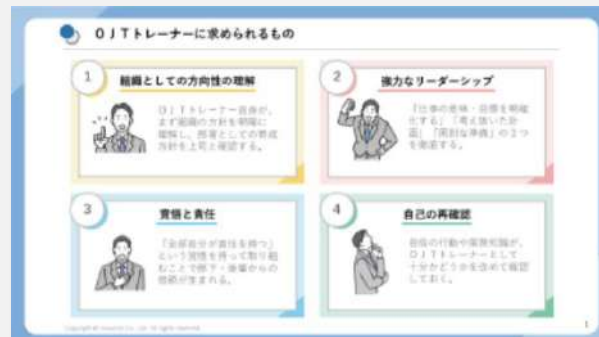 OJTトレーナーに求められるもの
1
組織としての方向性の理解
OJTトレーナー自身が、
まず組織の方針を明確に
理解し、部署としての育成
方針を上司と確認する。
2
強力なリーダーシップ
「仕事の意味・目標を明確
化する」「考え抜いた計
画」「周到な準備」の3つ
を徹底する。
3
覚悟と責任
「全部自分が責任を持つ」
という覚悟を持って取り組
むことで部下・後輩からの
信頼が生まれる。
4
自己の再確認
自身の行動や業務知識が、
OJTトレーナーとして
十分かどうかを改めて確認
しておく。
1